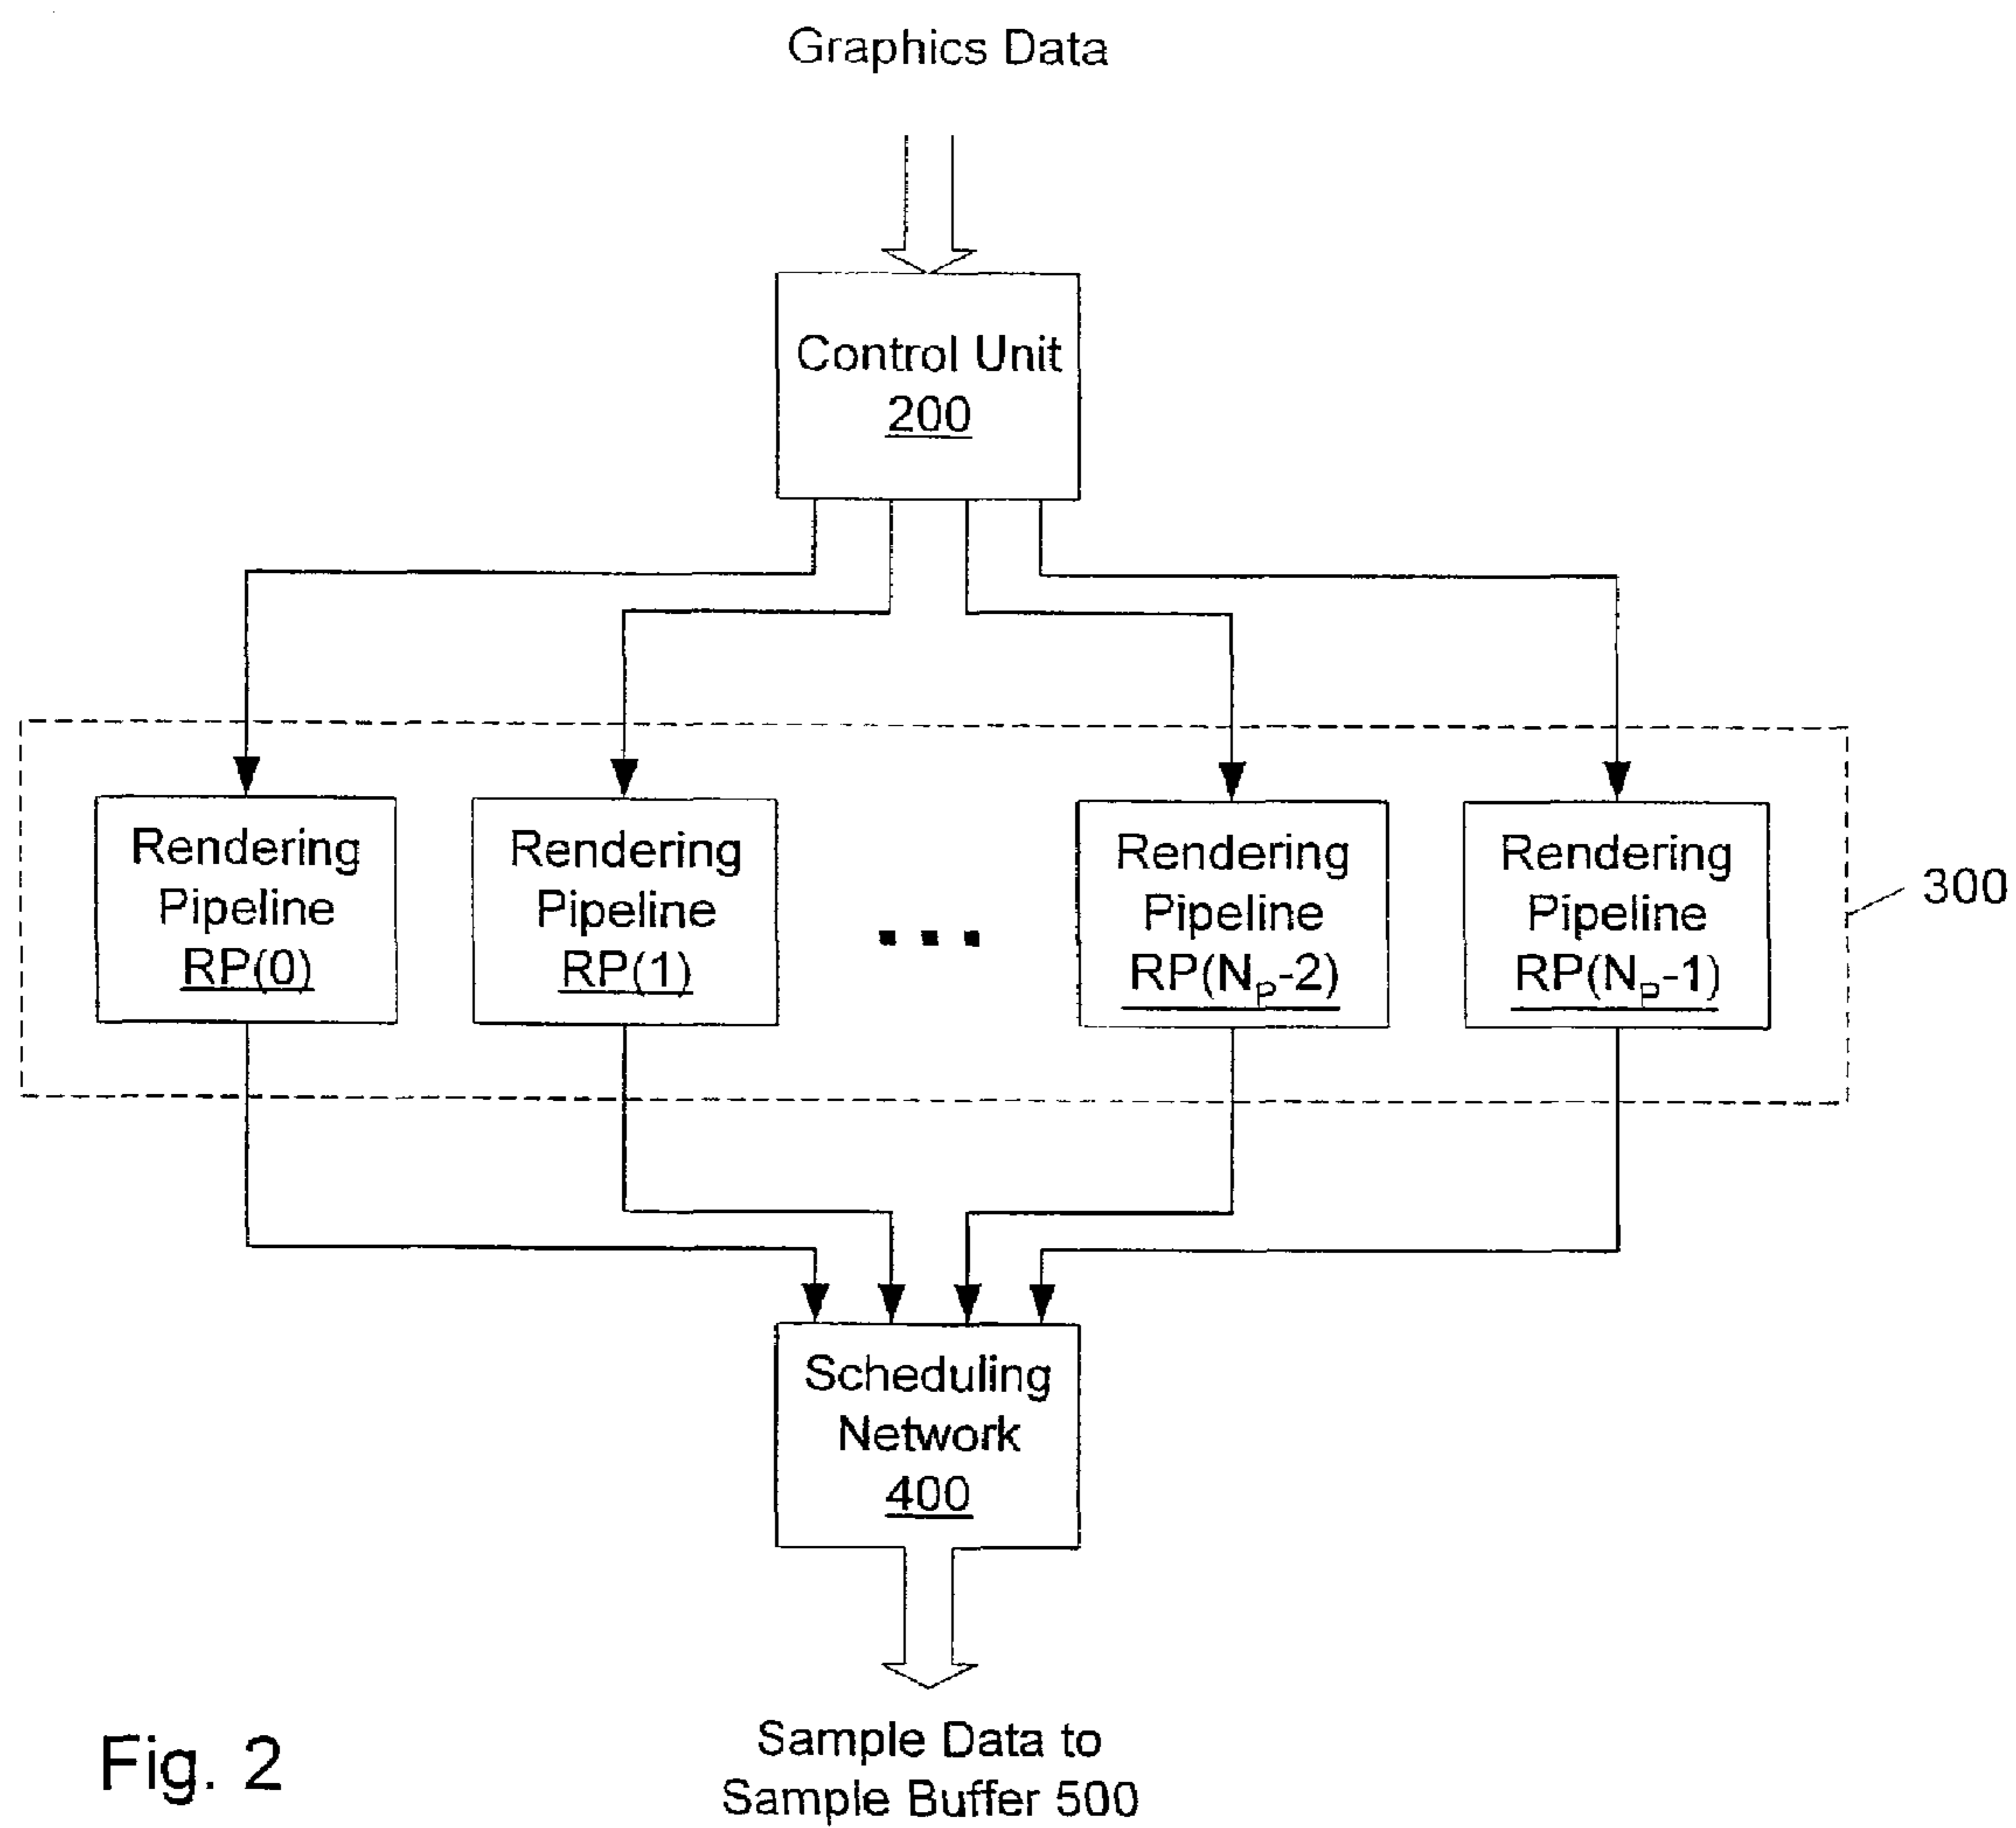 Graphics Data
Control Unit
200
Rendering
Pipeline
RP(0)
Rendering
Pipeline
RP(1)
Rendering
Pipeline
RP(Nₚ-2)
Rendering
Pipeline
RP(Nₚ-1)
300
Scheduling
Network
400
Sample Data to
Sample Buffer 500
Fig. 2